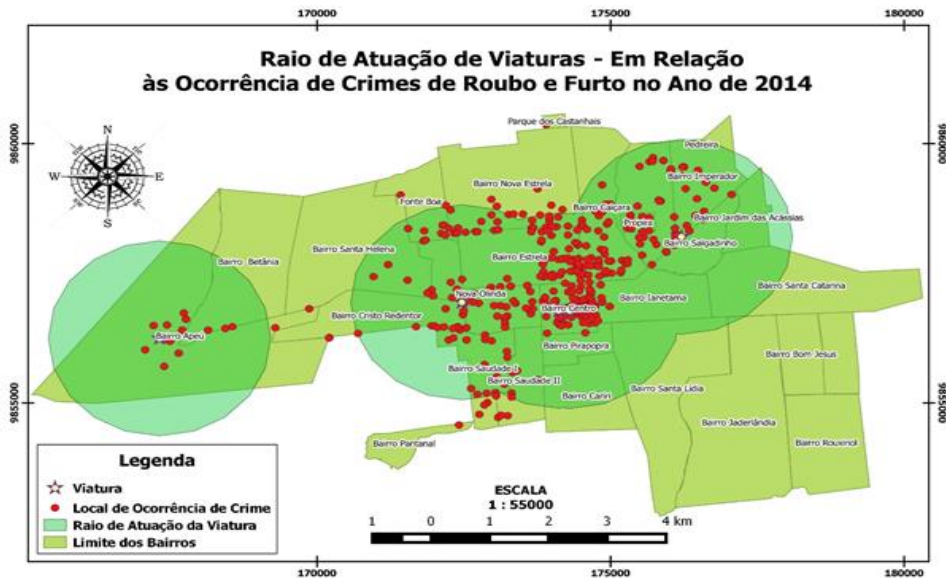 170000
175000
180000
Raio de Atuação de Viaturas - Em Relação
às Ocorrência de Crimes de Roubo e Furto no Ano de 2014
9860000
9860000
N
W
E
S
Parque dos Castanhais
Pedreira
Bairro Imperador
Bairro Nova Estrela
Fonte Boa
Bairro Caiçara
Propira
Bairro Jardim das Acássias
Bairro Salgadinho
Bairro Santa Helena
Bairro Betânia
Bairro Estrela
Bairro Santa Catarina
Nova Olinda
Bairro Ianetama
Bairro Centro
Bairro Cristo Redentor
Bairro Apeu
Bairro Pirapopra
Bairro Bom Jesus
Bairro Saudade I
Bairro Saudade II
Bairro Santa Lidia
Bairro Cariri
Bairro Jaderlândia
Bairro Pantanal
Bairro Rouxinol
9855000
9855000
Legenda
Viatura
Local de Ocorrência de Crime
Raio de Atuação da Viatura
Limite dos Bairros
ESCALA
1 : 55000
1 0 1 2 3 4 km
170000
175000
180000